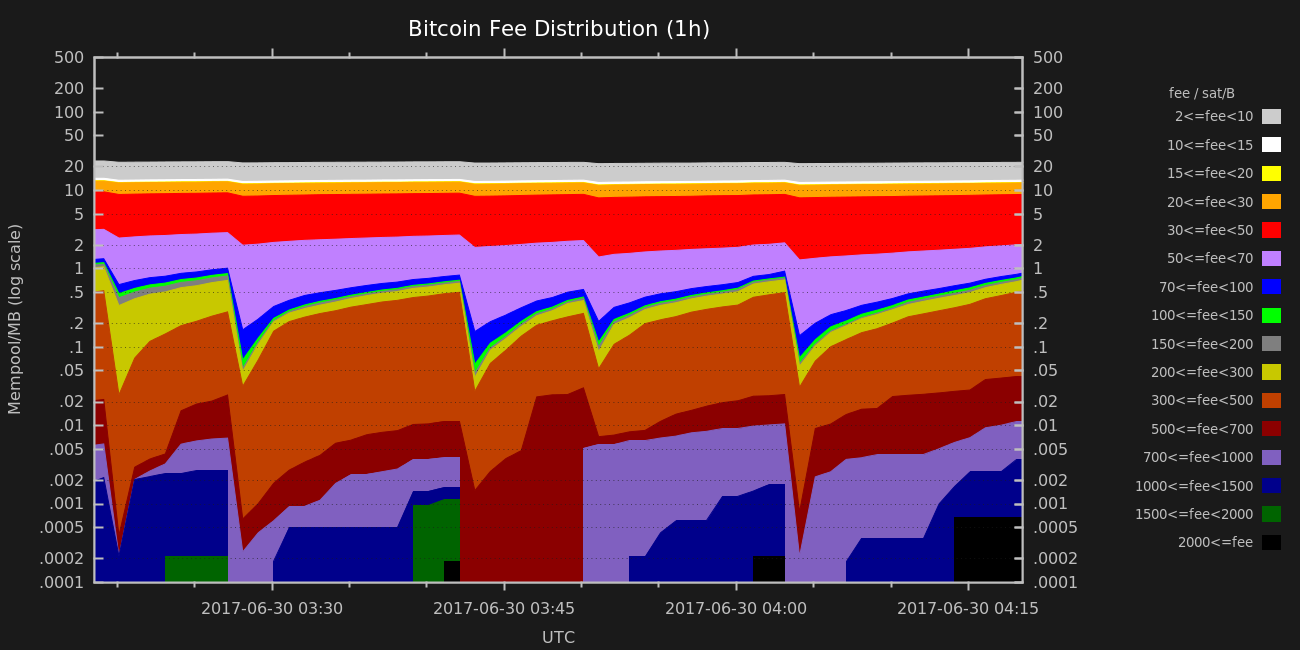 Bitcoin Fee Distribution (1h)
Mempool/MB (log scale)
500
200
100
50
20
10
5
2
1
.5
.2
.1
.05
.02
.01
.005
.002
.001
.0005
.0002
.0001
500
200
100
50
20
10
5
2
1
.5
.2
.1
.05
.02
.01
.005
.002
.001
.0005
.0002
.0001
2017-06-30 03:30
2017-06-30 03:45
2017-06-30 04:00
2017-06-30 04:15
UTC
fee / sat/B
2<=fee<10
10<=fee<15
15<=fee<20
20<=fee<30
30<=fee<50
50<=fee<70
70<=fee<100
100<=fee<150
150<=fee<200
200<=fee<300
300<=fee<500
500<=fee<700
700<=fee<1000
1000<=fee<1500
1500<=fee<2000
2000<=fee